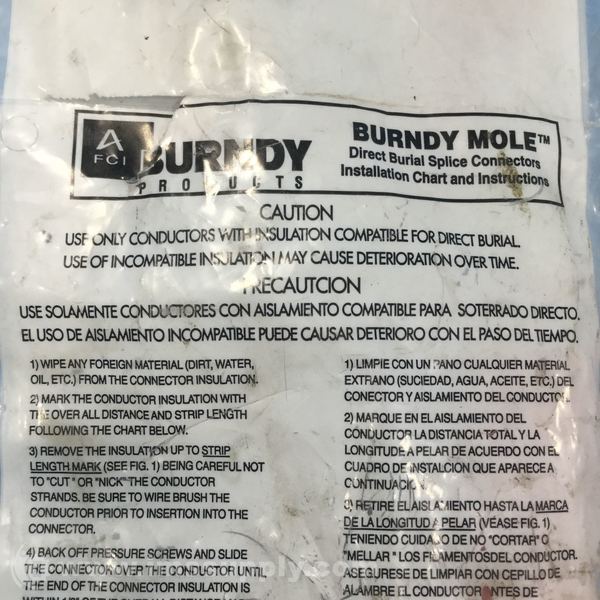 A
FCI
BURNDY
PRODUCTS
BURNDY MOLE™
Direct Burial Splice Connectors
Installation Chart and Instructions
CAUTION
USE ONLY CONDUCTORS WITH INSULATION COMPATIBLE FOR DIRECT BURIAL.
USE OF INCOMPATIBLE INSULATION MAY CAUSE DETERIORATION OVER TIME.
PRECAUTCION
USE SOLAMENTE CONDUCTORES CON AISLAMIENTO COMPATIBLE PARA SOTERRADO DIRECTO.
EL USO DE AISLAMIENTO INCOMPATIBLE PUEDE CAUSAR DETERIORO CON EL PASO DEL TIEMPO.
1) WIPE ANY FOREIGN MATERIAL (DIRT, WATER,
OIL, ETC.) FROM THE CONNECTOR INSULATION.
2) MARK THE CONDUCTOR INSULATION WITH
THE OVER ALL DISTANCE AND STRIP LENGTH
FOLLOWING THE CHART BELOW.
3) REMOVE THE INSULATION UP TO STRIP
LENGTH MARK (SEE FIG. 1) BEING CAREFUL NOT
TO "CUT" OR "NICK" THE CONDUCTOR
STRANDS. BE SURE TO WIRE BRUSH THE
CONDUCTOR PRIOR TO INSERTION INTO THE
CONNECTOR.
4) BACK OFF PRESSURE SCREWS AND SLIDE
THE CONNECTOR OVER THE CONDUCTOR UNTIL
THE END OF THE CONNECTOR INSULATION IS
1) LIMPIE CON UN PANO CUALQUIER MATERIAL
EXTRANO (SUCIEDAD, AGUA, ACEITE, ETC.) DEL
CONECTOR Y AISLAMIENTO DEL CONDUCTOR.
2) MARQUE EN EL AISLAMIENTO DEL
CONDUCTOR LA DISTANCIA TOTAL Y LA
LONGITUD A PELAR DE ACUERDO CON EL
CUADRO DE INSTALCION QUE APARECE A
CONTINUACION.
3) RETIRE EL AISLAMIENTO HASTA LA MARCA
DE LA LONGITUD A PELAR (VÉASE FIG. 1)
TENIENDO CUIDADO DE NO "CORTAR" O
"MELLAR" LOS FILAMENTOS DEL CONDUCTOR.
ASEGURESE DE LIMPIAR CON CEPILLO DE
ALAMBRE EL CONDUCTOR ANTES DE